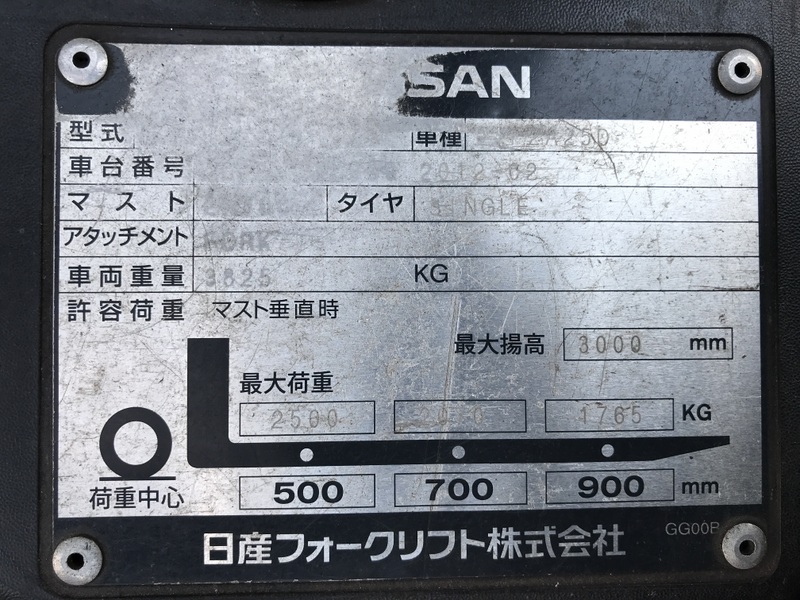 SAN
型式 車種
車台番号 2012-02
マスト タイヤ SINGLE
アタッチメント FORK
車両重量 3825 KG
許容荷重 マスト垂直時
最大揚高 3000 mm
最大荷重
2500 1765 KG
荷重中心 500 700 900 mm
日産フォークリフト株式会社